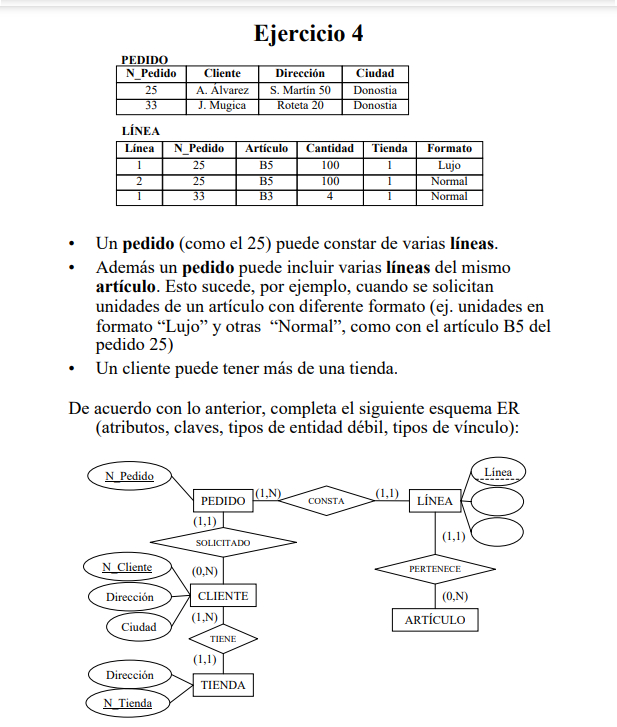 Ejercicio 4
PEDIDO
N_Pedido Cliente Dirección Ciudad
25 A. Álvarez S. Martín 50 Donostia
33 J. Mugica Roteta 20 Donostia
LÍNEA
Línea N_Pedido Artículo Cantidad Tienda Formato
1 25 B5 100 1 Lujo
2 25 B5 100 1 Normal
1 33 B3 4 1 Normal
• Un pedido (como el 25) puede constar de varias líneas.
• Además un pedido puede incluir varias líneas del mismo
artículo. Esto sucede, por ejemplo, cuando se solicitan
unidades de un artículo con diferente formato (ej. unidades en
formato “Lujo” y otras “Normal”, como con el artículo B5 del
pedido 25)
• Un cliente puede tener más de una tienda.
De acuerdo con lo anterior, completa el siguiente esquema ER
(atributos, claves, tipos de entidad débil, tipos de vínculo):
N_Pedido
Línea
PEDIDO (1,N) CONSTA (1,1) LÍNEA
(1,1)
SOLICITADO
(1,1)
N_Cliente
(0,N)
PERTENECE
Dirección
CLIENTE
(0,N)
Ciudad
(1,N)
ARTÍCULO
TIENE
(1,1)
Dirección
TIENDA
N_Tienda